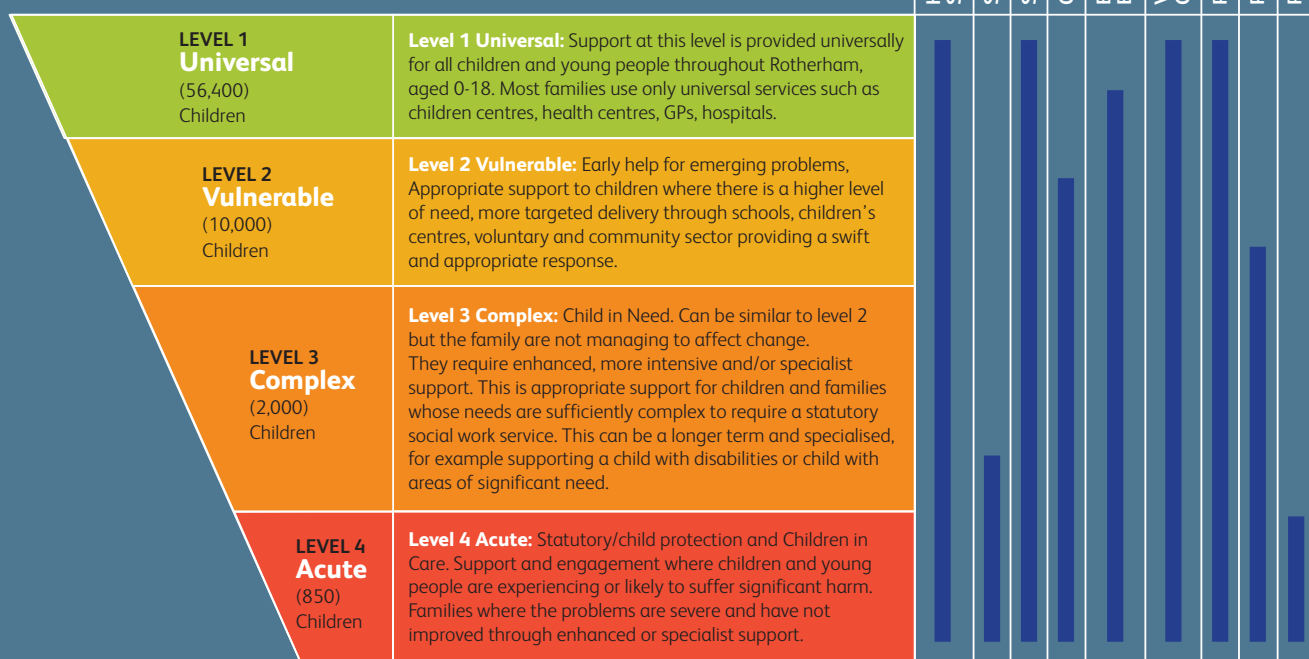 LEVEL 1
Universal
(56,400)
Children
Level 1 Universal: Support at this level is provided universally
for all children and young people throughout Rotherham,
aged 0-18. Most families use only universal services such as
children centres, health centres, GPs, hospitals.
LEVEL 2
Vulnerable
(10,000)
Children
Level 2 Vulnerable: Early help for emerging problems,
Appropriate support to children where there is a higher level
of need, more targeted delivery through schools, children’s
centres, voluntary and community sector providing a swift
and appropriate response.
LEVEL 3
Complex
(2,000)
Children
Level 3 Complex: Child in Need. Can be similar to level 2
but the family are not managing to affect change.
They require enhanced, more intensive and/or specialist
support. This is appropriate support for children and families
whose needs are sufficiently complex to require a statutory
social work service. This can be a longer term and specialised,
for example supporting a child with disabilities or child with
areas of significant need.
LEVEL 4
Acute
(850)
Children
Level 4 Acute: Statutory/child protection and Children in
Care. Support and engagement where children and young
people are experiencing or likely to suffer significant harm.
Families where the problems are severe and have not
improved through enhanced or specialist support.